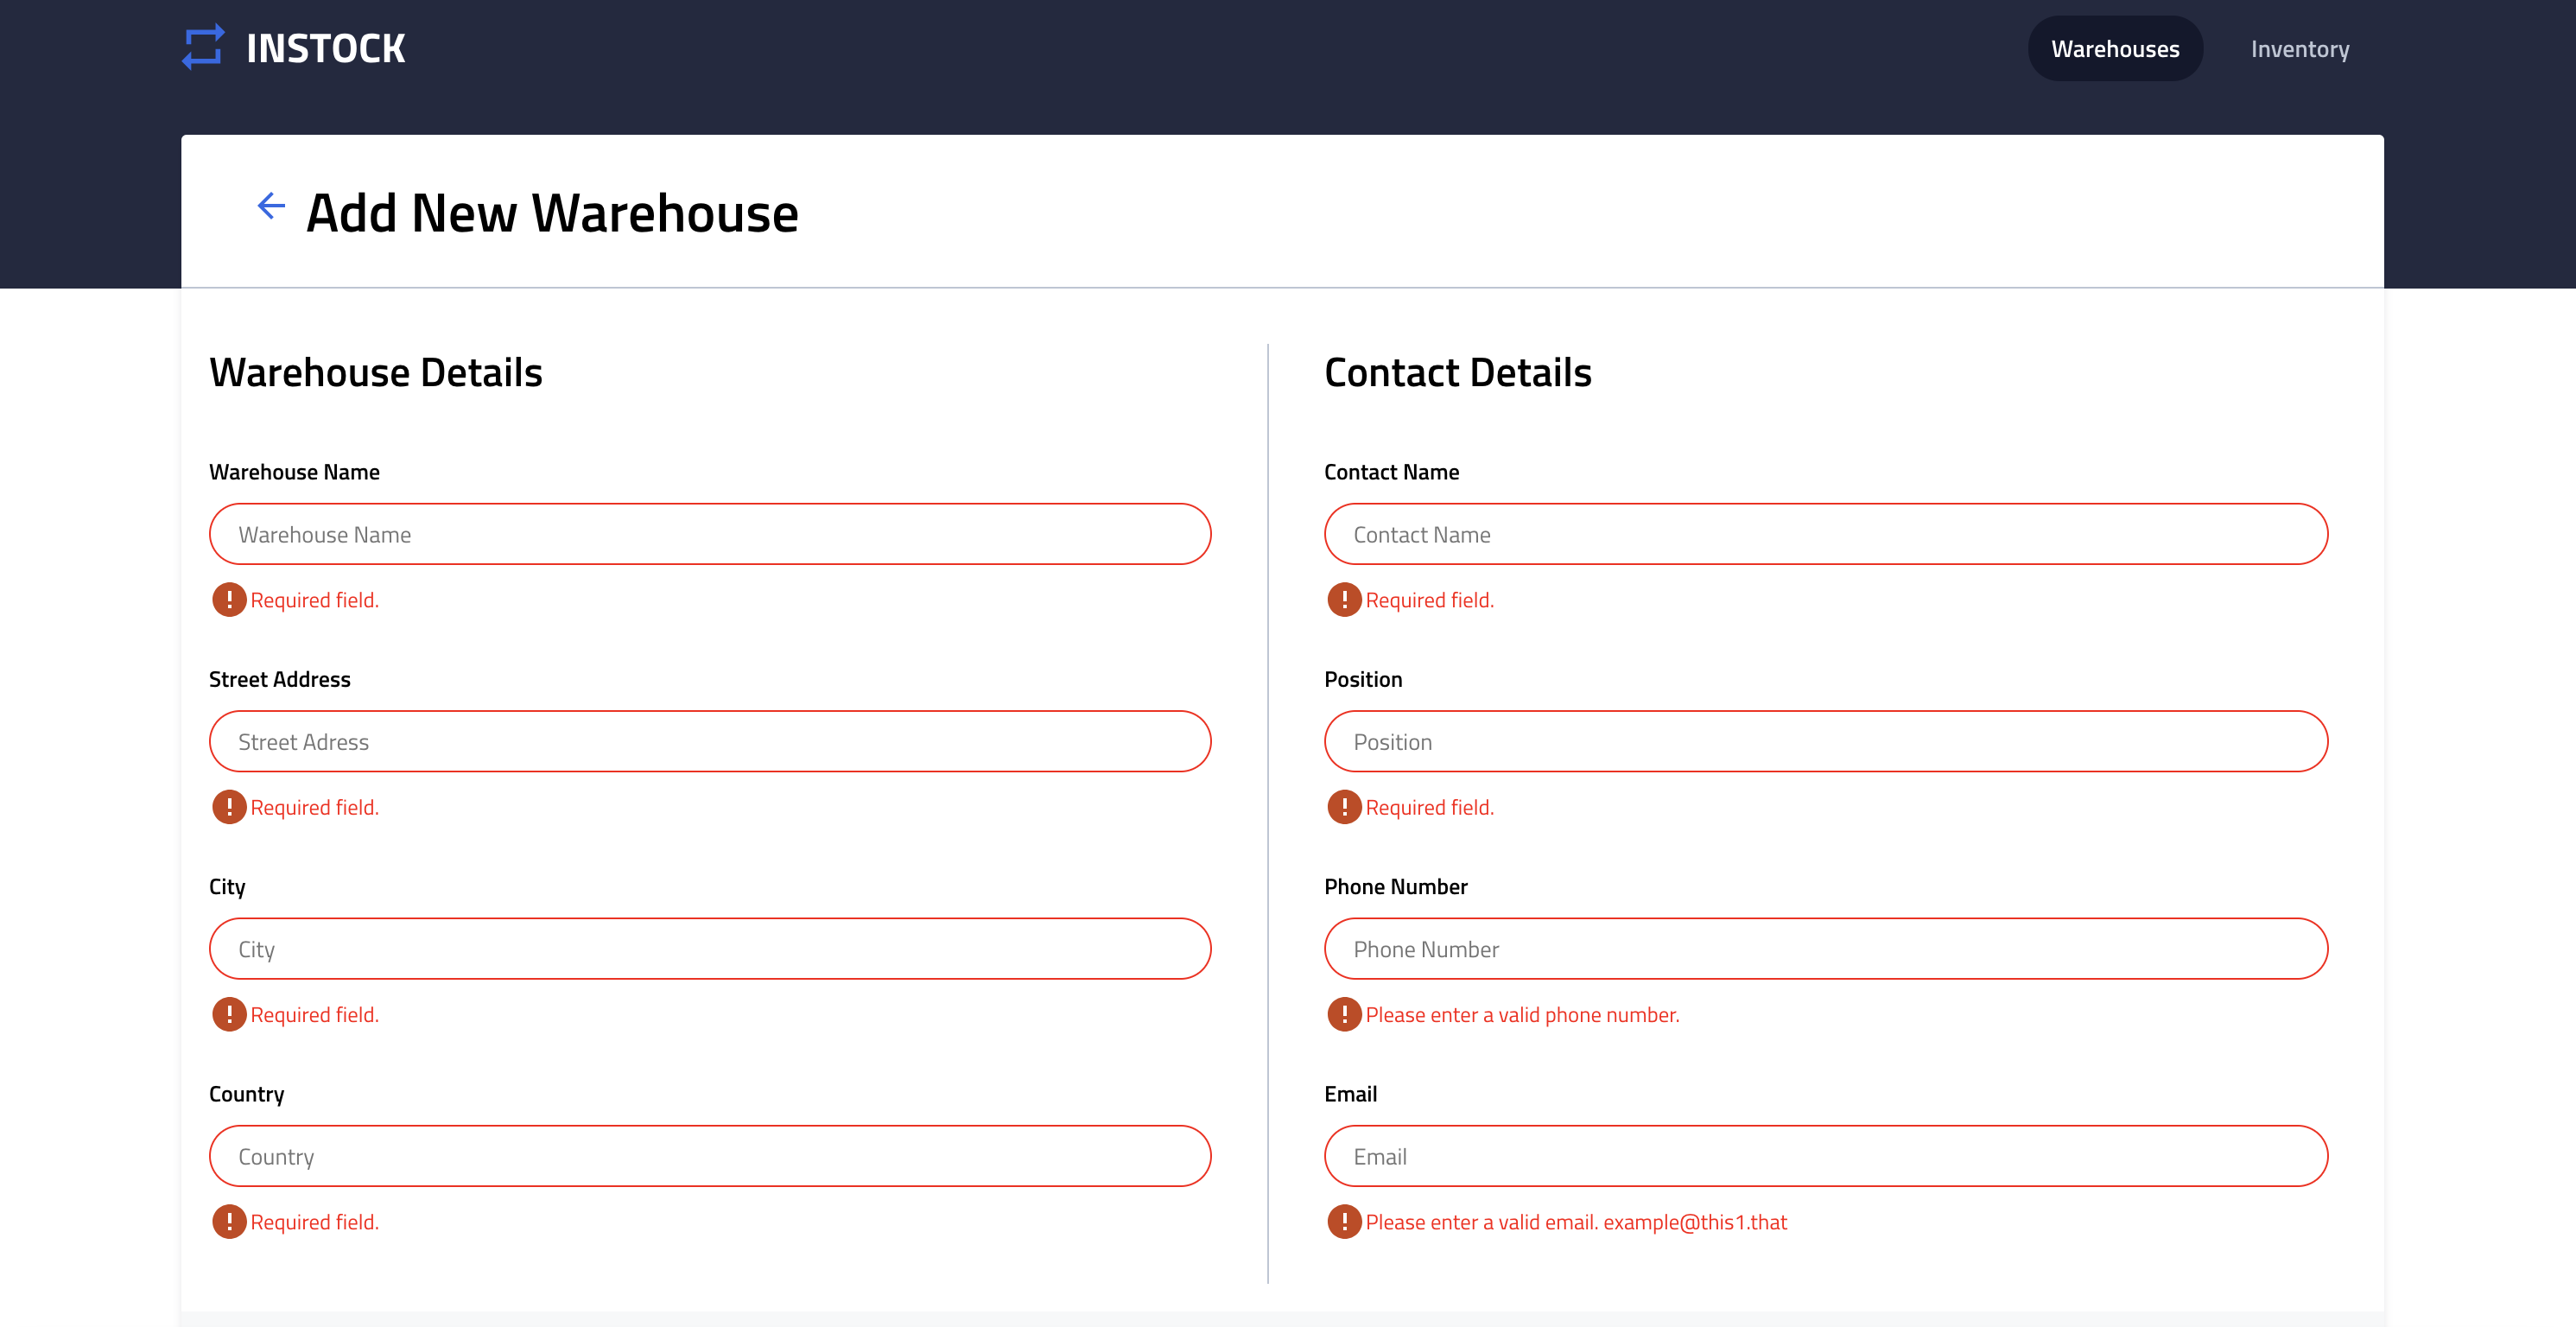 INSTOCK
Warehouses
Inventory
Add New Warehouse
Warehouse Details
Warehouse Name
Warehouse Name
! Required field.
Street Address
Street Adress
! Required field.
City
City
! Required field.
Country
Country
! Required field.
Contact Details
Contact Name
Contact Name
! Required field.
Position
Position
! Required field.
Phone Number
Phone Number
! Please enter a valid phone number.
Email
Email
! Please enter a valid email. example@this1.that